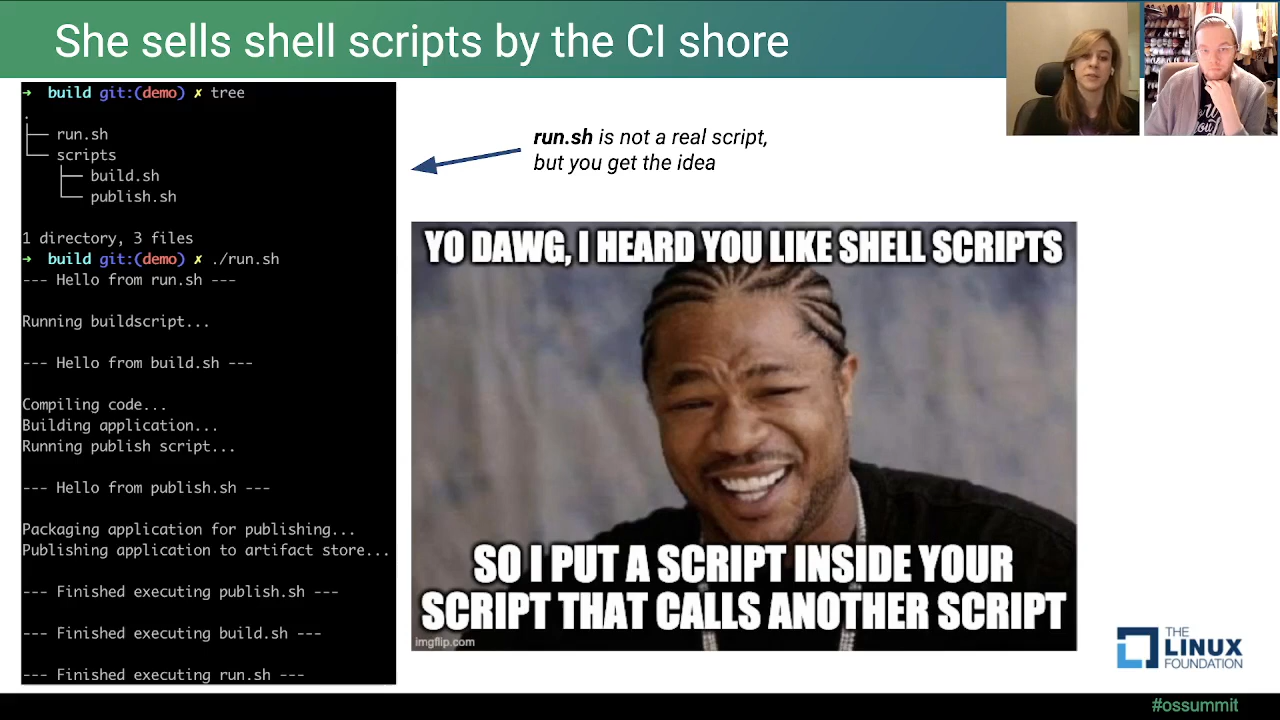 She sells shell scripts by the CI shore
➜ build git:(demo) ✗ tree
.
├── run.sh
└── scripts
├── build.sh
└── publish.sh
1 directory, 3 files
➜ build git:(demo) ✗ ./run.sh
--- Hello from run.sh ---
Running buildscript...
--- Hello from build.sh ---
Compiling code...
Building application...
Running publish script...
--- Hello from publish.sh ---
Packaging application for publishing...
Publishing application to artifact store...
--- Finished executing publish.sh ---
--- Finished executing build.sh ---
--- Finished executing run.sh ---
run.sh is not a real script,
but you get the idea
YO DAWG, I HEARD YOU LIKE SHELL SCRIPTS
SO I PUT A SCRIPT INSIDE YOUR
SCRIPT THAT CALLS ANOTHER SCRIPT
imgflip.com
THE
LINUX
FOUNDATION
#ossummit